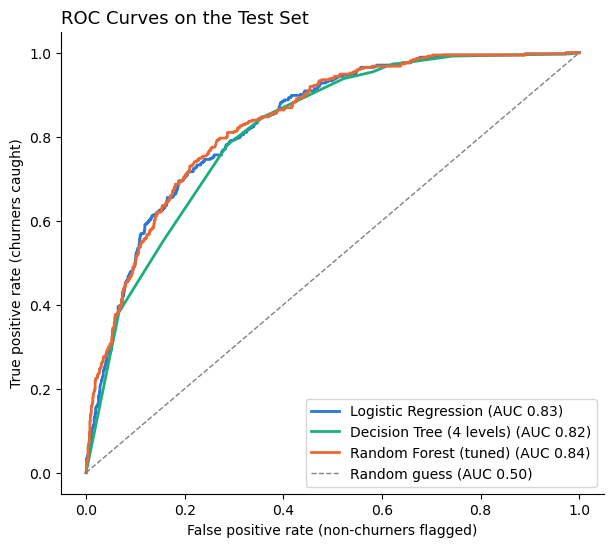 ROC Curves on the Test Set
True positive rate (churners caught)
1.0
0.8
0.6
0.4
0.2
0.0
0.0 0.2 0.4 0.6 0.8 1.0
False positive rate (non-churners flagged)
Logistic Regression (AUC 0.83)
Decision Tree (4 levels) (AUC 0.82)
Random Forest (tuned) (AUC 0.84)
Random guess (AUC 0.50)